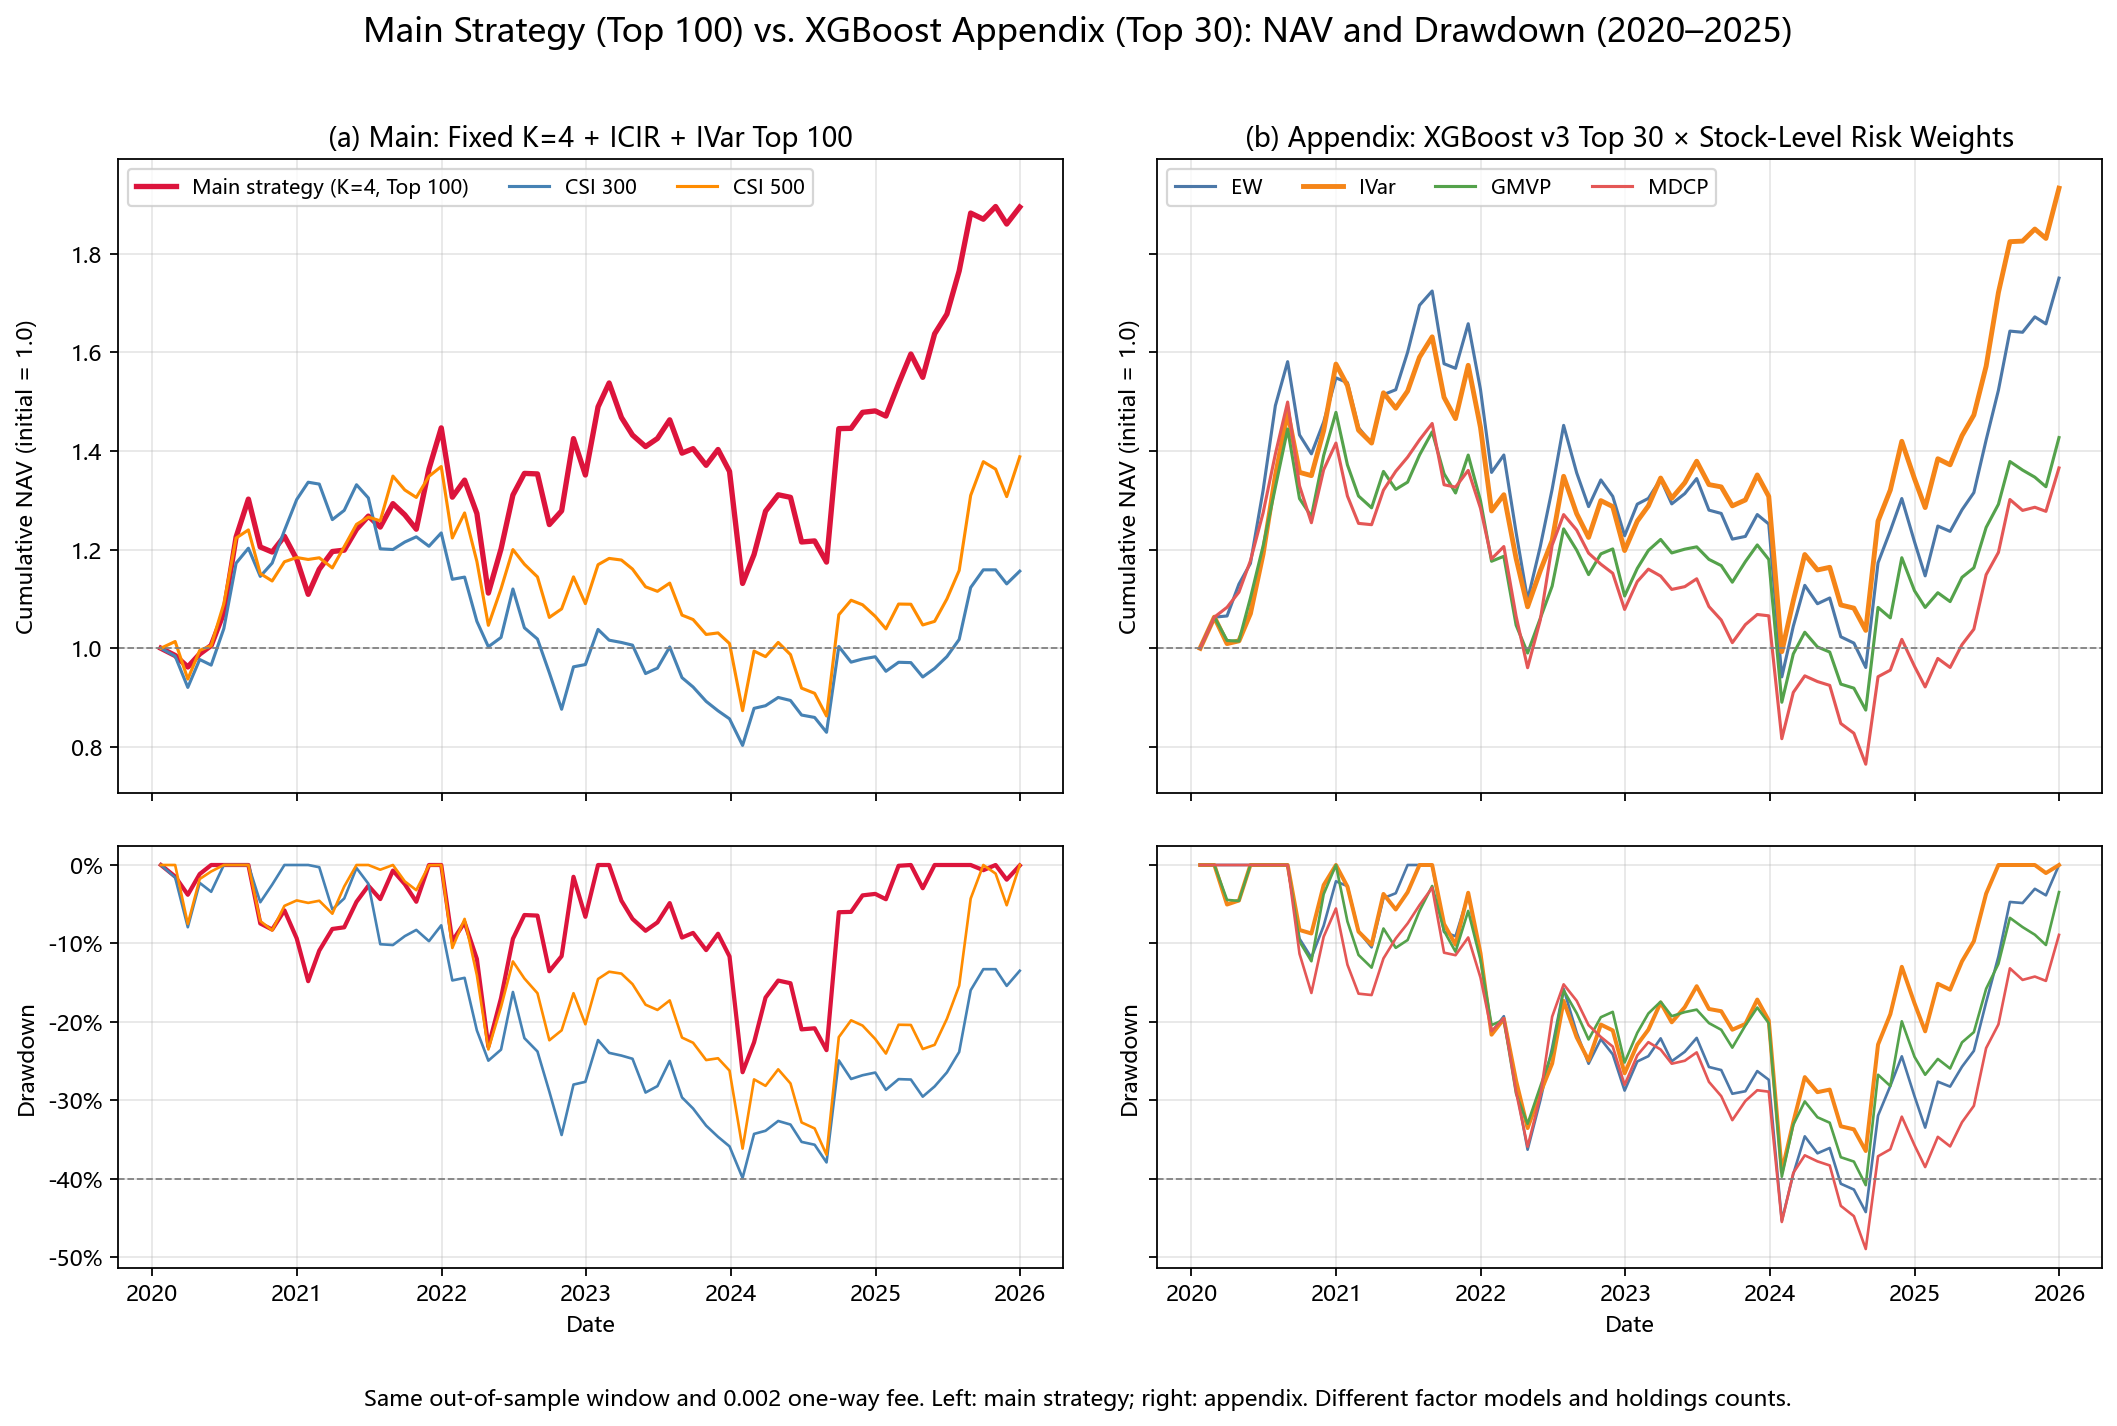 Main Strategy (Top 100) vs. XGBoost Appendix (Top 30): NAV and Drawdown (2020–2025)
(a) Main: Fixed K=4 + ICIR + IVar Top 100
Main strategy (K=4, Top 100)
CSI 300
CSI 500
Cumulative NAV (initial = 1.0)
1.8
1.6
1.4
1.2
1.0
0.8
(b) Appendix: XGBoost v3 Top 30 × Stock-Level Risk Weights
EW
IVar
GMVP
MDCP
Cumulative NAV (initial = 1.0)
Drawdown
0%
-10%
-20%
-30%
-40%
-50%
2020
2021
2022
2023
2024
2025
2026
Date
Drawdown
2020
2021
2022
2023
2024
2025
2026
Date
Same out-of-sample window and 0.002 one-way fee. Left: main strategy; right: appendix. Different factor models and holdings counts.